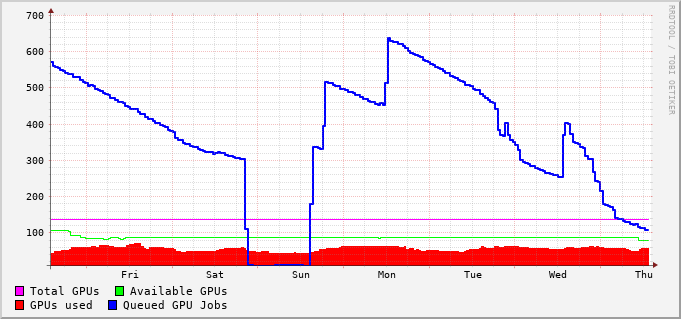 700
600
500
400
300
200
100
Fri Sat Sun Mon Tue Wed Thu
Total GPUs Available GPUs
GPUs used Queued GPU Jobs
RRDTOOL / TOBI OETIKER